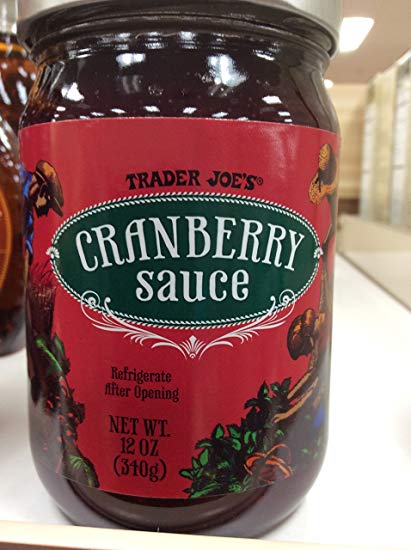 TRADER JOE'S®
CRANBERRY
sauce
Refrigerate
After Opening
NET WT.
12 OZ
(340g)